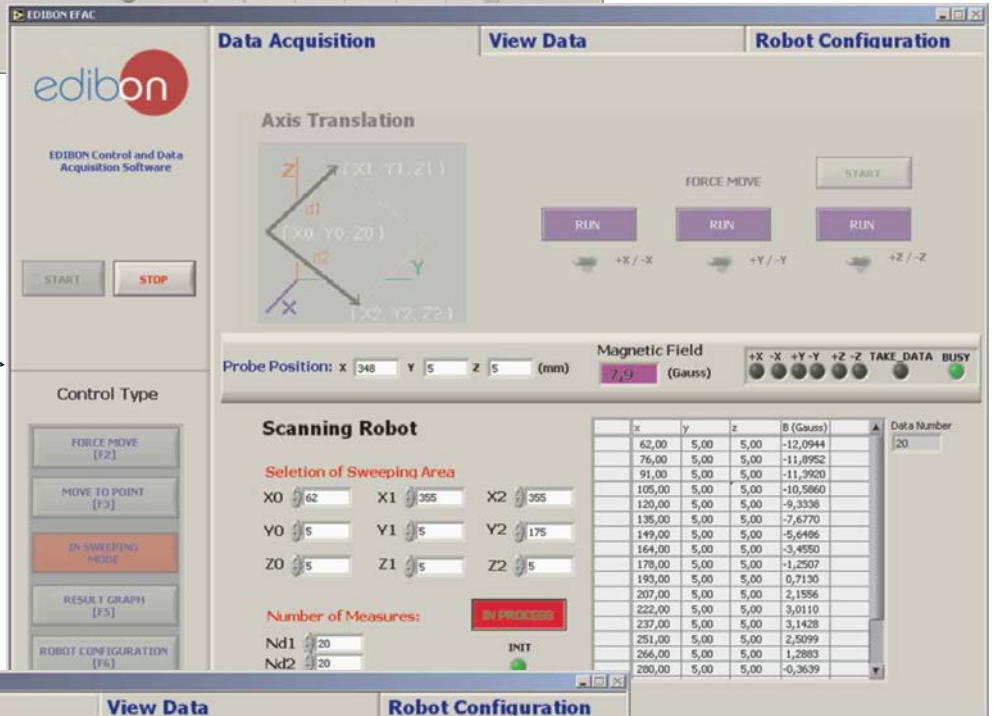 EDIBON EFAC
Data Acquisition View Data Robot Configuration
edibon
EDIBON Control and Data
Acquisition Software
START STOP
Axis Translation
Z (X1, Y1, Z1)
d1
(X0, Y0, Z0)
d2
Y
X
(X2, Y2, Z2)
FORCE MOVE START
RUN RUN RUN
+X / -X +Y / -Y +Z / -Z
Probe Position: X 348 Y 5 Z 5 (mm)
Magnetic Field
-7,9 (Gauss)
+X -X +Y -Y +Z -Z TAKE_DATA BUSY
Control Type
FORCE MOVE
[F2]
MOVE TO POINT
[F3]
IN SWEEPING
MODE
RESULT GRAPH
[F5]
ROBOT CONFIGURATION
[F6]
Scanning Robot
Seletion of Sweeping Area
X0 62 X1 355 X2 355
Y0 5 Y1 5 Y2 175
Z0 5 Z1 5 Z2 5
Number of Measures: IN PROCESS
Nd1 20
Nd2 20
INIT
x y z B (Gauss)
62,00 5,00 5,00 -12,0944
76,00 5,00 5,00 -11,8952
91,00 5,00 5,00 -11,3920
105,00 5,00 5,00 -10,5860
120,00 5,00 5,00 -9,3338
135,00 5,00 5,00 -7,6770
149,00 5,00 5,00 -5,6486
164,00 5,00 5,00 -3,4550
178,00 5,00 5,00 -1,2507
193,00 5,00 5,00 0,7130
207,00 5,00 5,00 2,1556
222,00 5,00 5,00 3,0110
237,00 5,00 5,00 3,1428
251,00 5,00 5,00 2,5099
266,00 5,00 5,00 1,2883
280,00 5,00 5,00 -0,3639
Data Number
20
View Data Robot Configuration